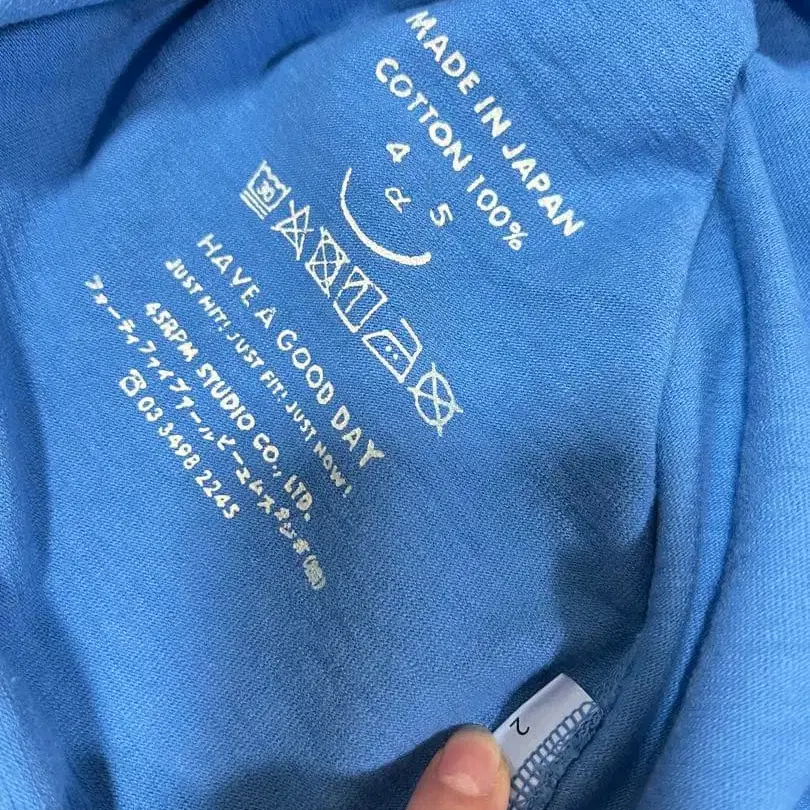 MADE IN JAPAN
COTTON 100%
4 α 5
30
HAVE A GOOD DAY
JUST HIT! JUST FIT! JUST NOW!
45RPM STUDIO CO., LTD.
フォーティファイブアールピーエムスタジオ(株)
☎03 3498 2245
2